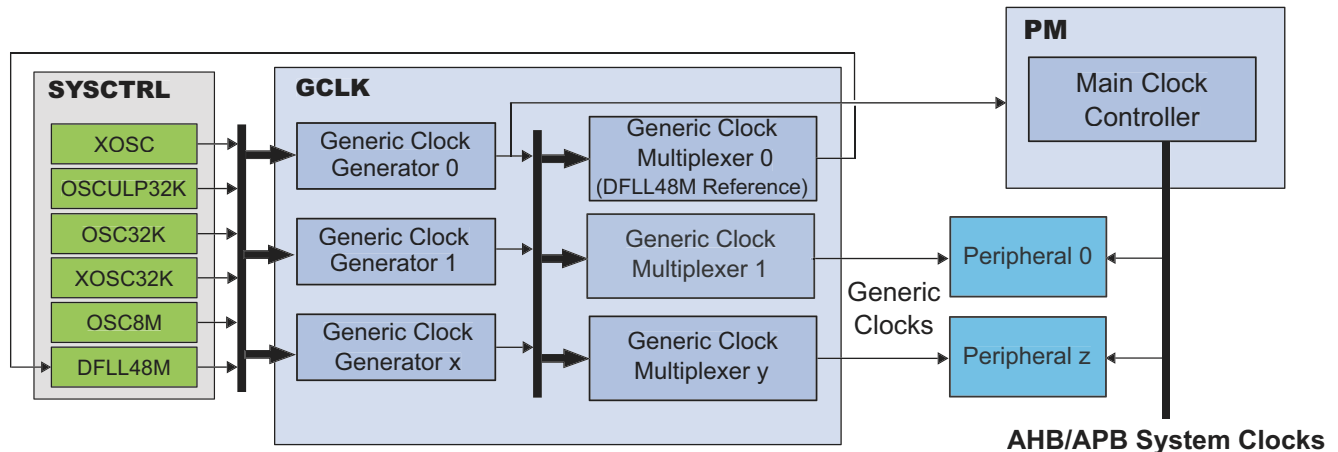 SYSCTRL
XOSC
OSCULP32K
OSC32K
XOSC32K
OSC8M
DFLL48M
GCLK
Generic Clock
Generator 0
Generic Clock
Generator 1
Generic Clock
Generator x
Generic Clock
Multiplexer 0
(DFLL48M Reference)
Generic Clock
Multiplexer 1
Generic Clock
Multiplexer y
Generic
Clocks
PM
Main Clock
Controller
Peripheral 0
Peripheral z
AHB/APB System Clocks